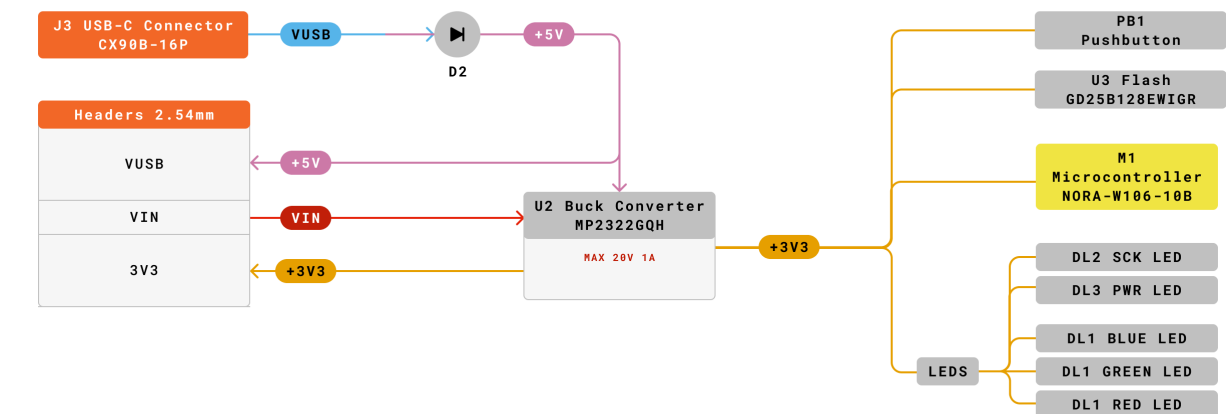 J3 USB-C Connector
CX90B-16P
VUSB
D2
+5V
Headers 2.54mm
VUSB
+5V
VIN
VIN
3V3
+3V3
U2 Buck Converter
MP2322GQH
MAX 20V 1A
+3V3
PB1
Pushbutton
U3 Flash
GD25B128EWIGR
M1
Microcontroller
NORA-W106-10B
LEDS
DL2 SCK LED
DL3 PWR LED
DL1 BLUE LED
DL1 GREEN LED
DL1 RED LED